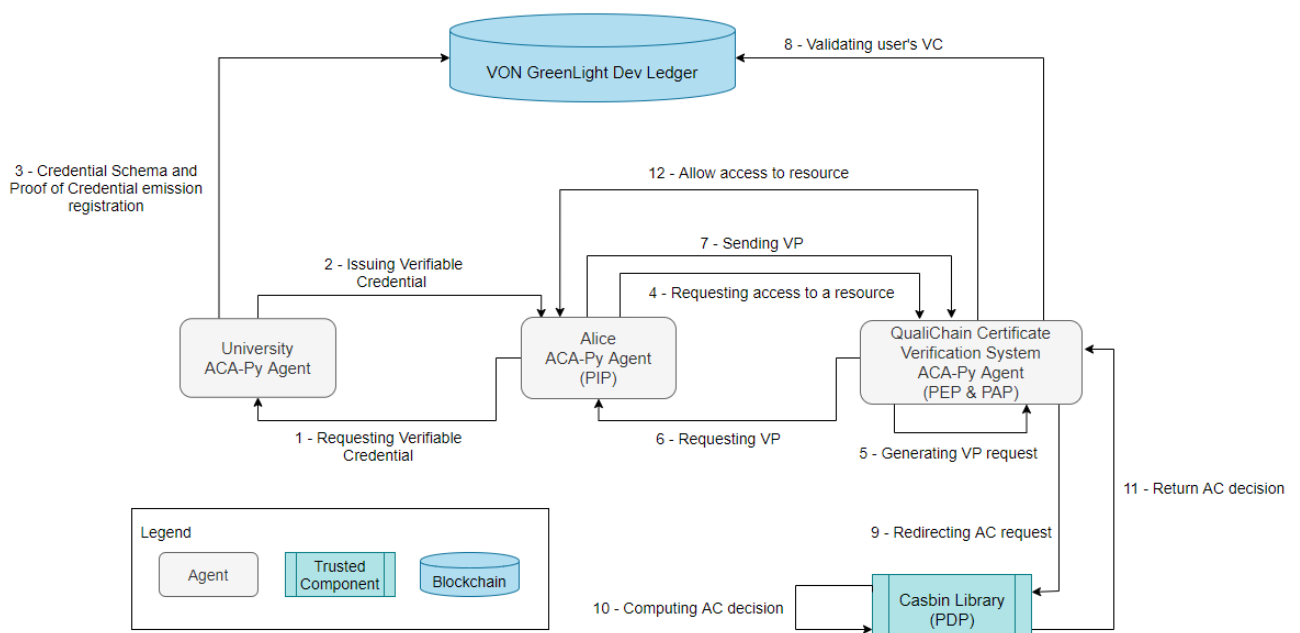 8 - Validating user's VC
VON GreenLight Dev Ledger
3 - Credential Schema and
Proof of Credential emission
registration
12 - Allow access to resource
7 - Sending VP
2 - Issuing Verifiable
Credential
4 - Requesting access to a resource
University
ACA-Py Agent
Alice
ACA-Py Agent
(PIP)
QualiChain Certificate
Verification System
ACA-Py Agent
(PEP & PAP)
1 - Requesting Verifiable
Credential
6 - Requesting VP
5 - Generating VP request
11 - Return AC decision
9 - Redirecting AC request
Legend
Agent
Trusted
Component
Blockchain
10 - Computing AC decision
Casbin Library
(PDP)